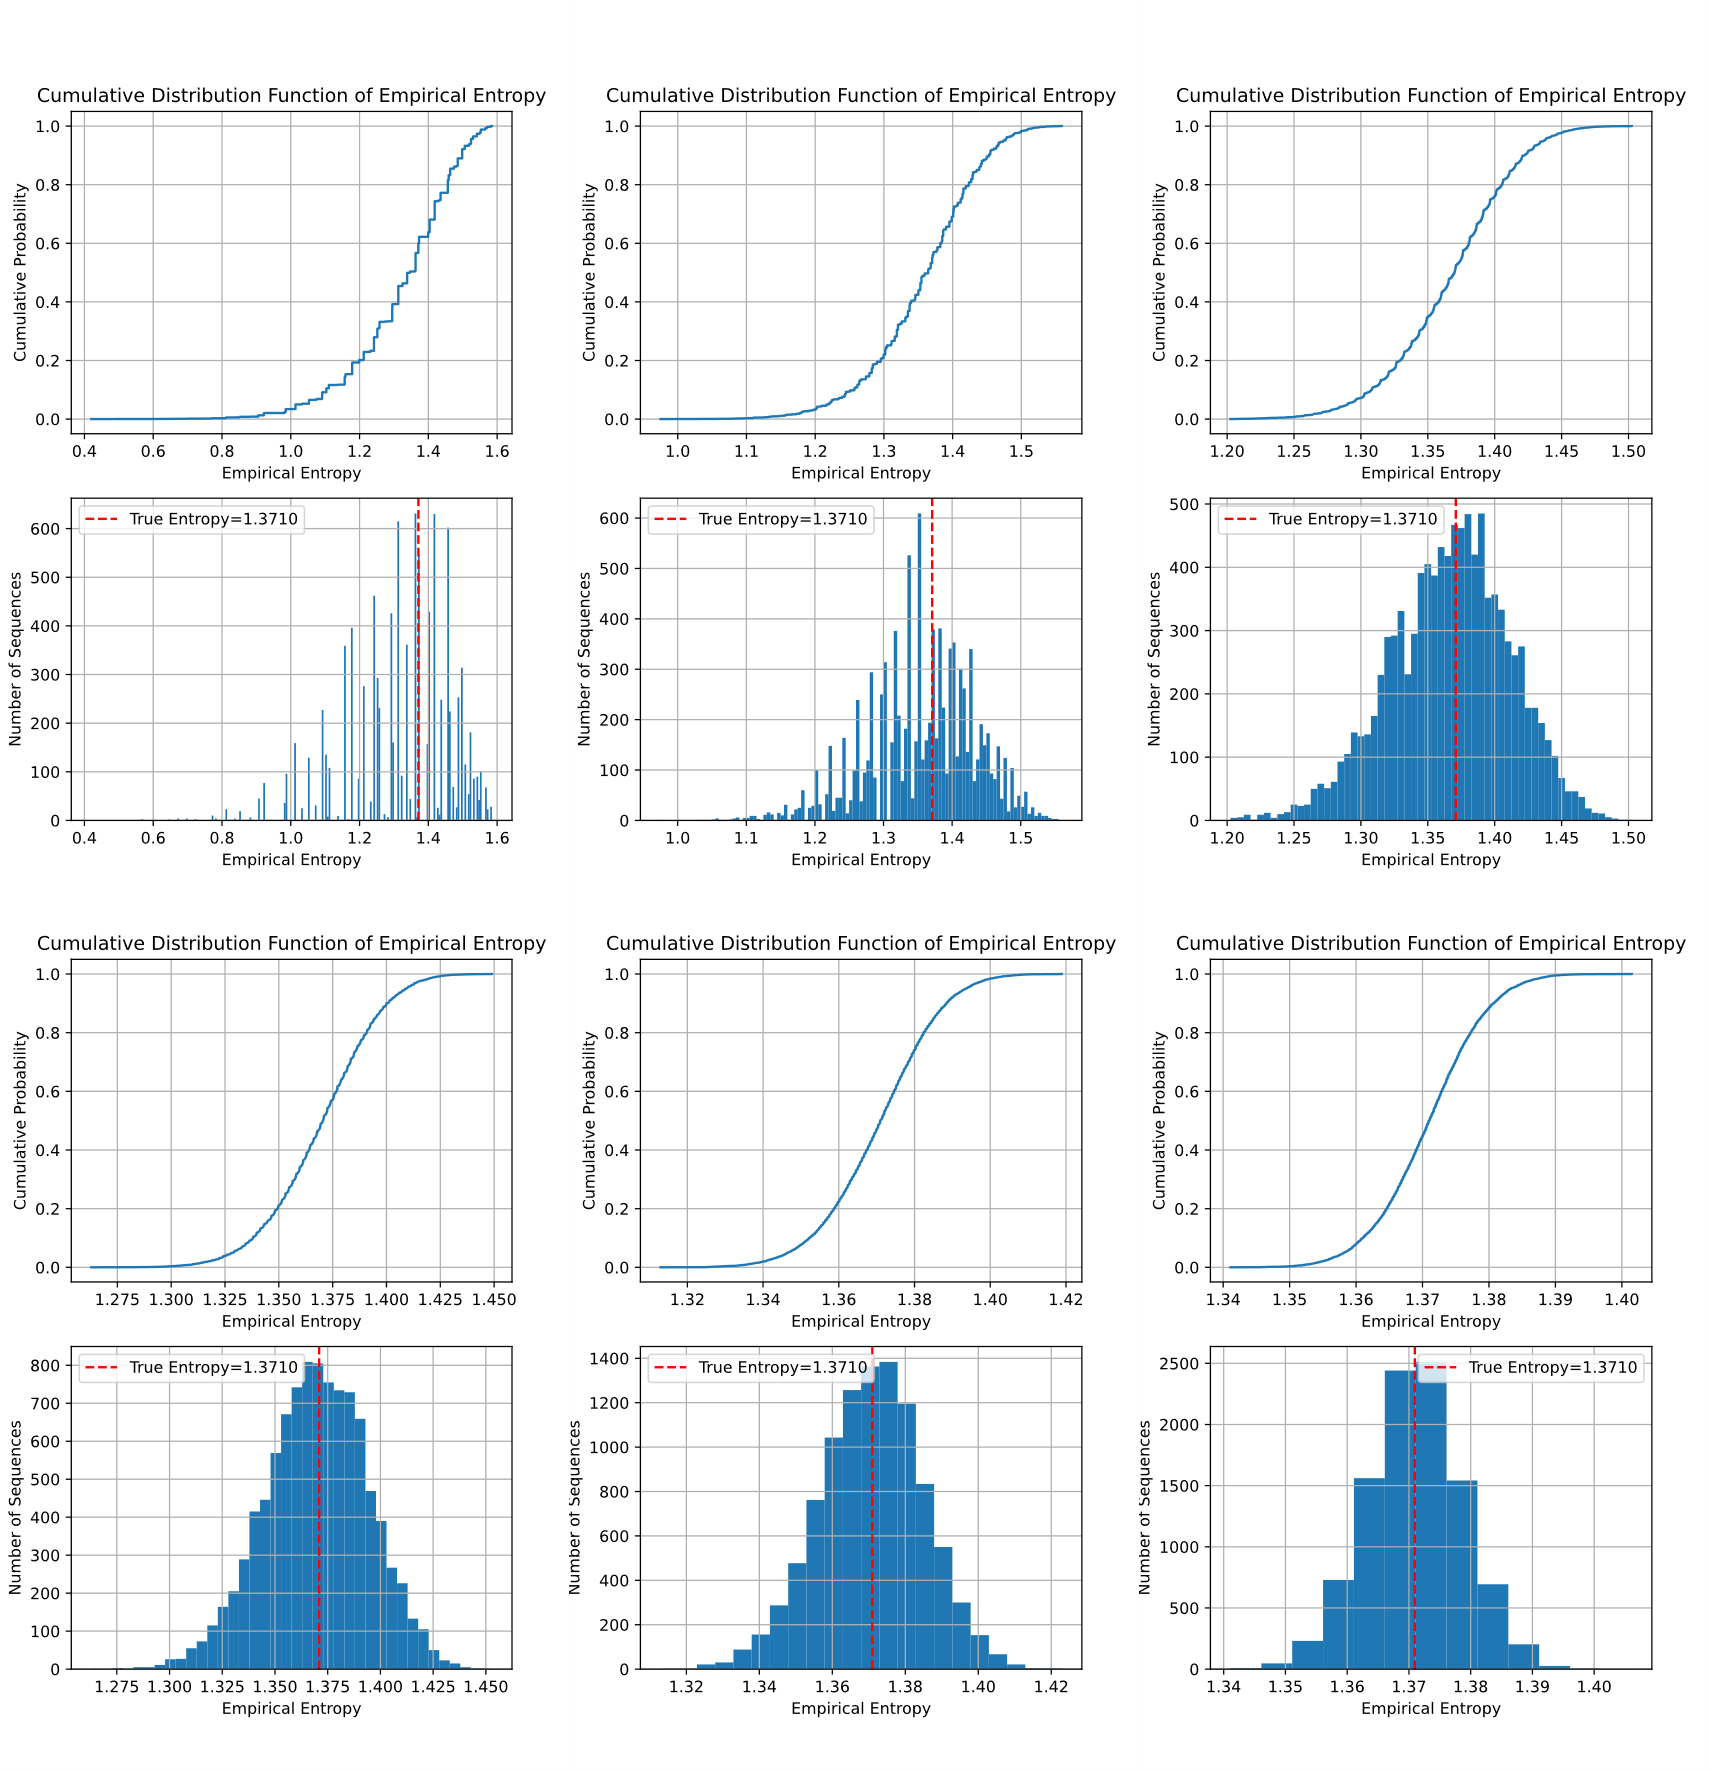 Cumulative Distribution Function of Empirical Entropy
1.0
0.8
0.6
0.4
0.2
0.0
Cumulative Probability
0.4 0.6 0.8 1.0 1.2 1.4 1.6
Empirical Entropy
Cumulative Distribution Function of Empirical Entropy
1.0
0.8
0.6
0.4
0.2
0.0
Cumulative Probability
1.0 1.1 1.2 1.3 1.4 1.5
Empirical Entropy
Cumulative Distribution Function of Empirical Entropy
1.0
0.8
0.6
0.4
0.2
0.0
Cumulative Probability
1.20 1.25 1.30 1.35 1.40 1.45 1.50
Empirical Entropy
True Entropy=1.3710
600
500
400
300
200
100
0
Number of Sequences
0.4 0.6 0.8 1.0 1.2 1.4 1.6
Empirical Entropy
True Entropy=1.3710
600
500
400
300
200
100
0
Number of Sequences
1.0 1.1 1.2 1.3 1.4 1.5
Empirical Entropy
True Entropy=1.3710
500
400
300
200
100
0
Number of Sequences
1.20 1.25 1.30 1.35 1.40 1.45 1.50
Empirical Entropy
Cumulative Distribution Function of Empirical Entropy
1.0
0.8
0.6
0.4
0.2
0.0
Cumulative Probability
1.275 1.300 1.325 1.350 1.375 1.400 1.425 1.450
Empirical Entropy
Cumulative Distribution Function of Empirical Entropy
1.0
0.8
0.6
0.4
0.2
0.0
Cumulative Probability
1.32 1.34 1.36 1.38 1.40 1.42
Empirical Entropy
Cumulative Distribution Function of Empirical Entropy
1.0
0.8
0.6
0.4
0.2
0.0
Cumulative Probability
1.34 1.35 1.36 1.37 1.38 1.39 1.40
Empirical Entropy
True Entropy=1.3710
800
700
600
500
400
300
200
100
0
Number of Sequences
1.275 1.300 1.325 1.350 1.375 1.400 1.425 1.450
Empirical Entropy
True Entropy=1.3710
1400
1200
1000
800
600
400
200
0
Number of Sequences
1.32 1.34 1.36 1.38 1.40 1.42
Empirical Entropy
True Entropy=1.3710
2500
2000
1500
1000
500
0
Number of Sequences
1.34 1.35 1.36 1.37 1.38 1.39 1.40
Empirical Entropy